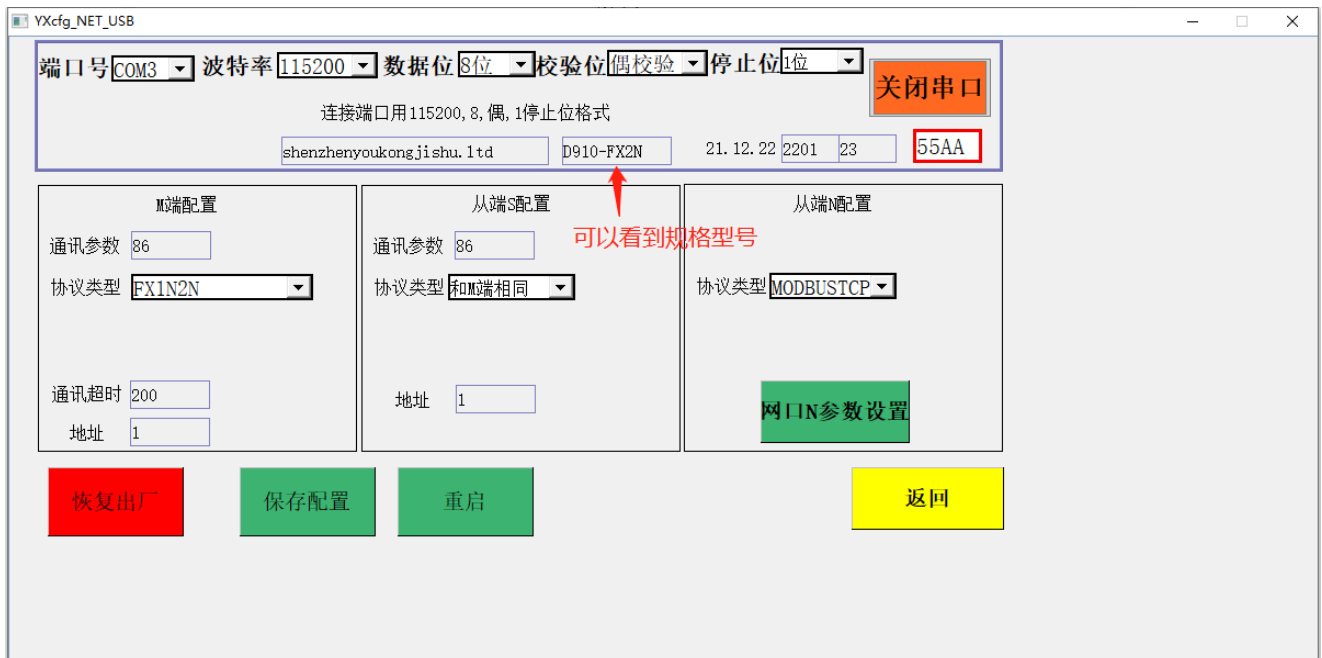 YXcfg_NET_USB
端口号 COM3 波特率 115200 数据位 8位 校验位 偶校验 停止位 1位
关闭串口
连接端口用115200,8,偶,1停止位格式
shenzhenyoukongjishu.ltd D910-FX2N 21.12.22 2201 23 55AA
可以看到规格型号
M端配置
通讯参数 86
协议类型 FX1N2N
通讯超时 200
地址 1
从端S配置
通讯参数 86
协议类型 和M端相同
地址 1
从端N配置
协议类型 MODBUSTCP
网口N参数设置
恢复出厂 保存配置 重启 返回